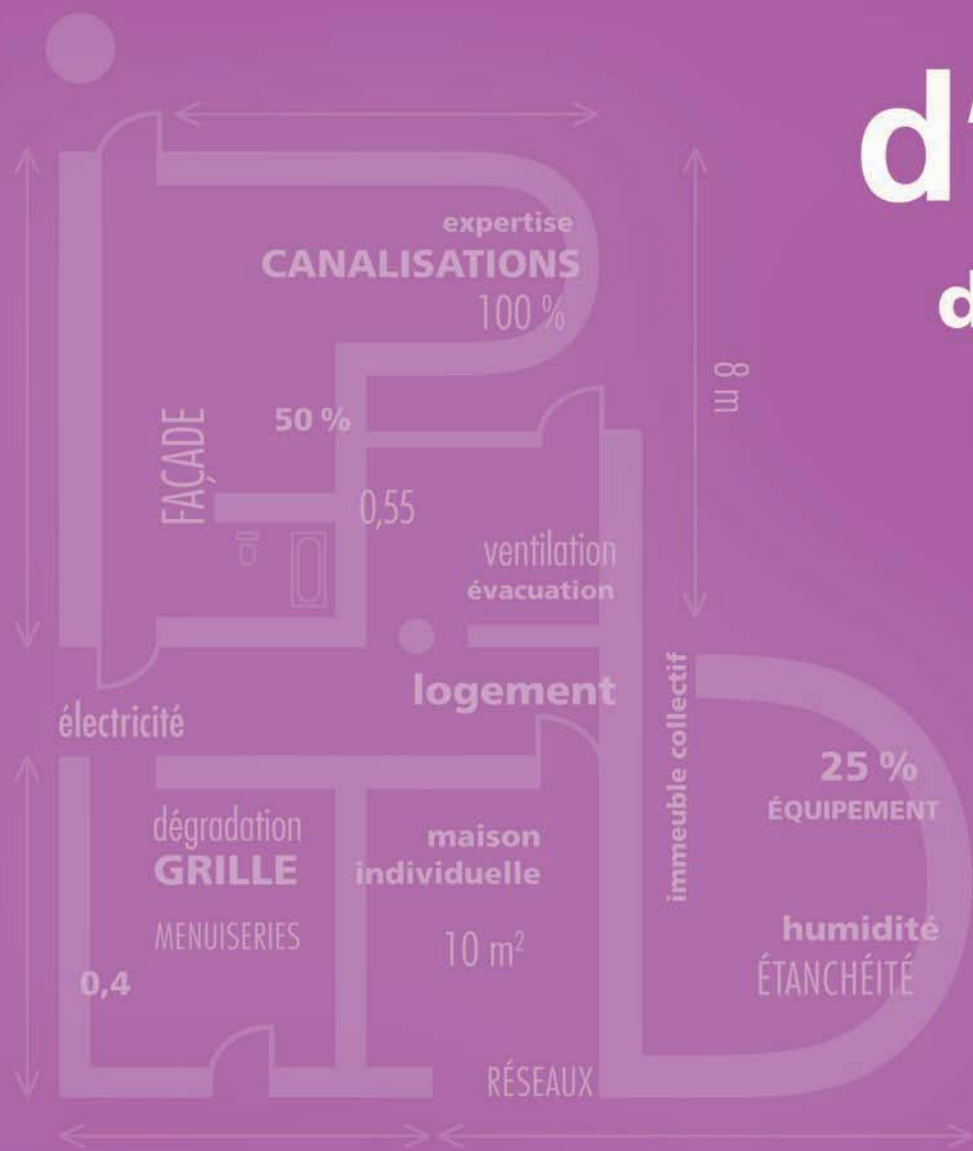 d'
d
expertise
CANALISATIONS
100 %
8 m
50 %
FAÇADE
0,55
ventilation
évacuation
logement
électricité
immeuble collectif
25 %
ÉQUIPEMENT
dégradation
GRILLE
maison
individuelle
MENUISERIES
10 m²
humidité
ÉTANCHÉITÉ
0,4
RÉSEAUX